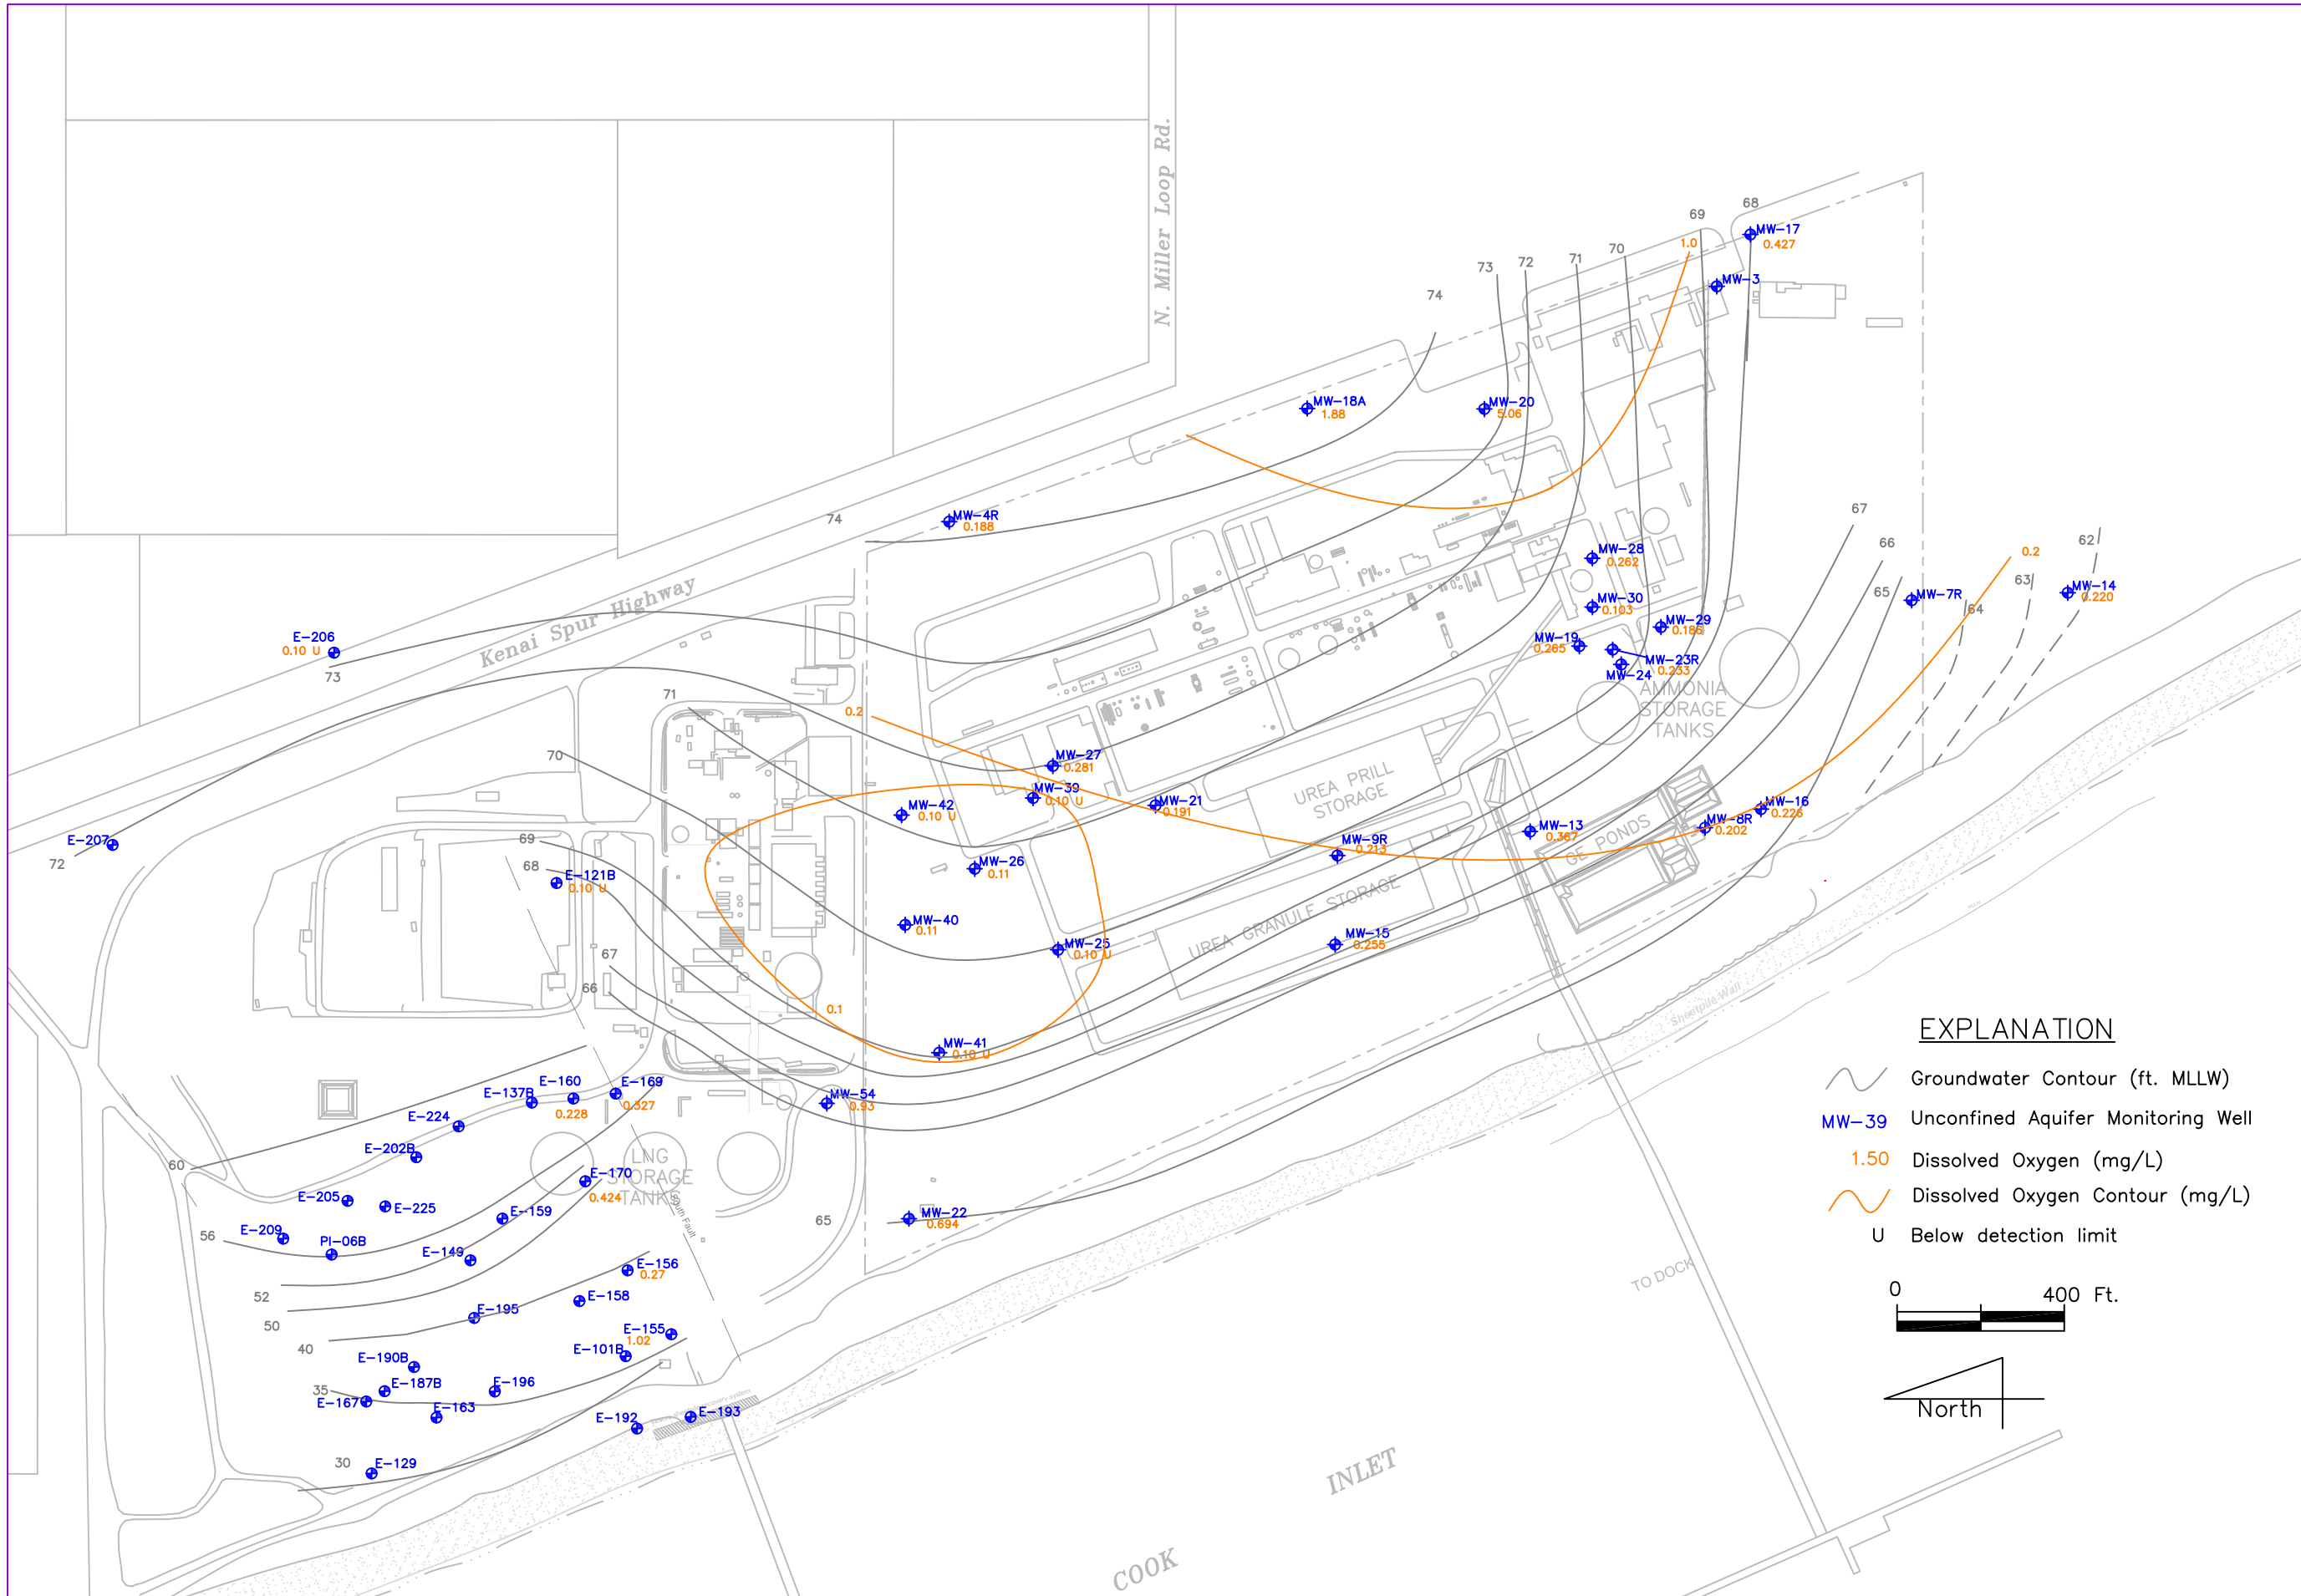 N. Miller Loop Rd.
Kenai Spur Highway
68
69
MW-17
0.427
1.0
70
71
72
73
74
MW-3
MW-18A
1.88
MW-20
5.06
74
MW-4R
0.188
67
66
65
0.2
62
63
64
MW-7R
MW-14
0.220
MW-28
0.262
MW-30
0.103
MW-29
0.185
MW-19
0.265
MW-23R
0.233
MW-24
AMMONIA
STORAGE
TANKS
E-206
0.10 U
73
71
0.2
70
MW-27
0.281
MW-39
0.10 U
MW-42
0.10 U
MW-21
0.191
UREA PRILL
STORAGE
MW-13
0.367
MW-16
0.226
MW-8R
0.202
GE PONDS
MW-9R
0.213
E-207
72
69
68
E-121B
0.10 U
MW-26
0.11
MW-40
0.11
MW-25
0.10 U
UREA GRANULE STORAGE
MW-15
0.255
67
66
0.1
MW-41
0.10 U
Sheetpile-Wall
MLLW
MW-54
0.93
E-169
0.327
E-160
0.228
E-137B
E-224
E-202B
60
LNG
STORAGE
TANKS
South Fault
E-170
0.424
E-205
E-225
E-159
E-209
PI-06B
56
E-149
65
MW-22
0.694
52
50
E-156
0.27
E-158
E-195
40
E-155
1.02
E-101B
E-190B
E-187B
35
E-167
E-196
E-163
E-192
E-193
30
E-129
TO DOCK
COOK
INLET
EXPLANATION
Groundwater Contour (ft. MLLW)
MW-39 Unconfined Aquifer Monitoring Well
1.50 Dissolved Oxygen (mg/L)
Dissolved Oxygen Contour (mg/L)
U Below detection limit
0 400 Ft.
North